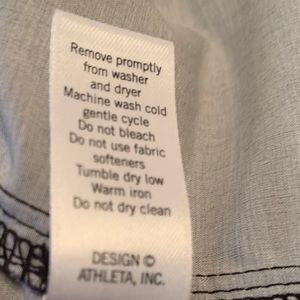 Remove promptly
from washer
and dryer
Machine wash cold
gentle cycle
Do not bleach
Do not use fabric
softeners
Tumble dry low
Warm iron
Do not dry clean
DESIGN ©
ATHLETA, INC.